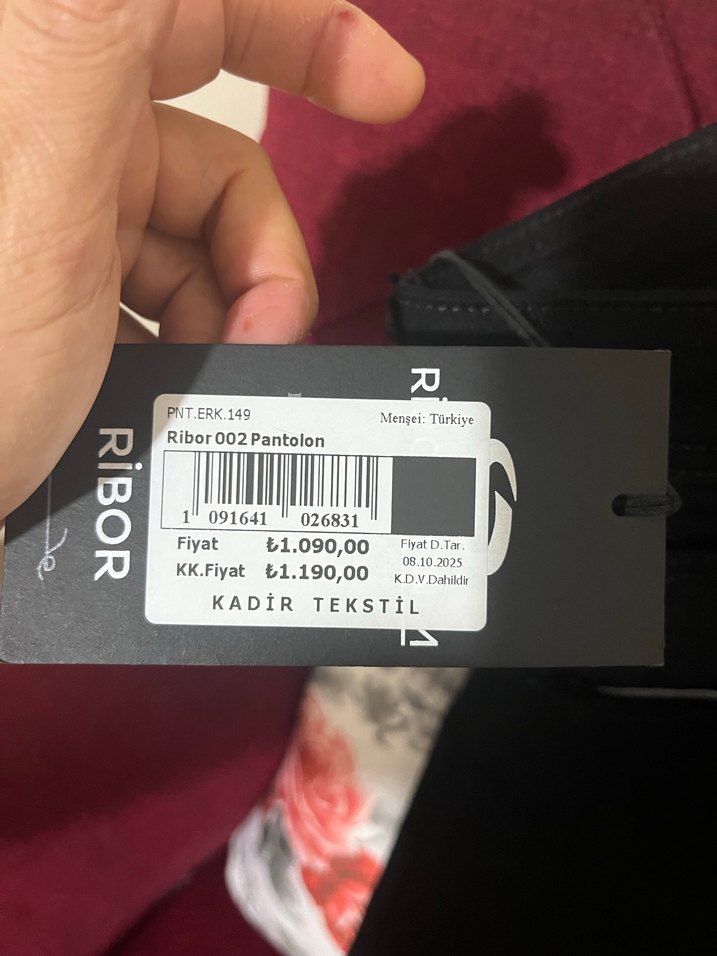 RİBOR
PNT.ERK.149
Menşei: Türkiye
Ribor 002 Pantolon
1 091641 026831
Fiyat ₺1.090,00
KK.Fiyat ₺1.190,00
Fiyat D.Tar.
08.10.2025
K.D.V.Dahildir
KADİR TEKSTİL